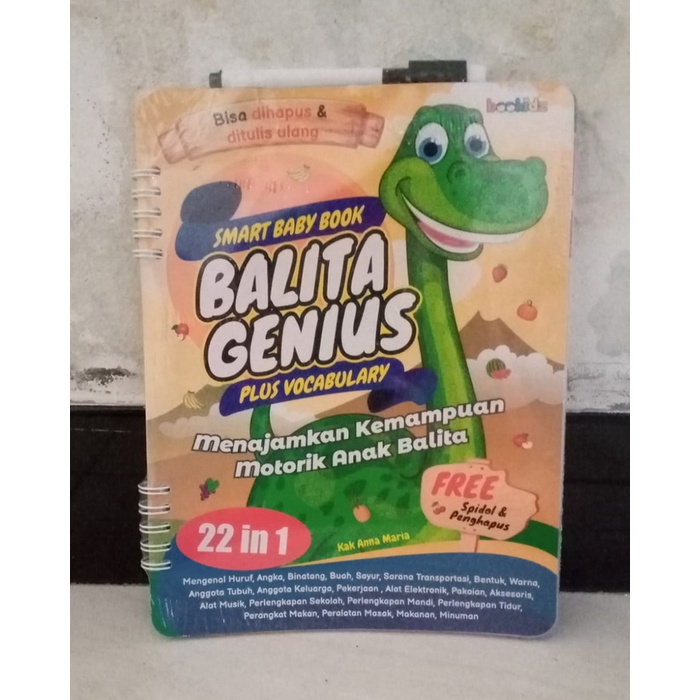 bookidz
Bisa dihapus &
ditulis ulang
SMART BABY BOOK
BALITA
GENIUS
PLUS VOCABULARY
Menajamkan Kemampuan
Motorik Anak Balita
FREE
Spidol &
Penghapus
22 in 1
Kak Anna Maria
Mengenal Huruf, Angka, Binatang, Buah, Sayur, Sarana Transportasi, Bentuk, Warna,
Anggota Tubuh, Anggota Keluarga, Pekerjaan , Alat Elektronik, Pakaian, Aksesoris,
Alat Musik, Perlengkapan Sekolah, Perlengkapan Mandi, Perlengkapan Tidur,
Perangkat Makan, Peralatan Masak, Makanan, Minuman